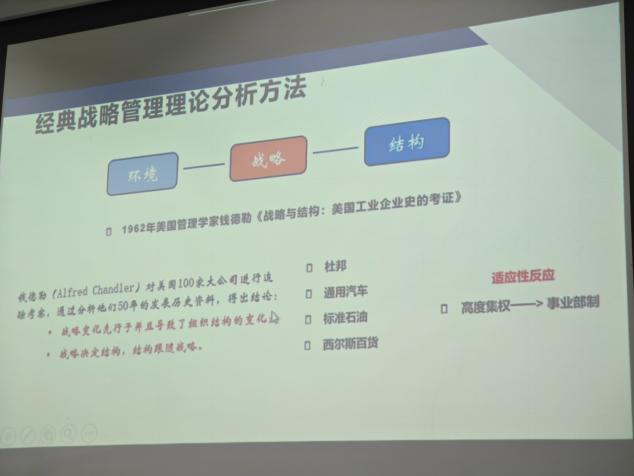 经典战略管理理论分析方法
环境
战略
结构
1962年美国管理学家钱德勒《战略与结构：美国工业企业史的考证》
钱德勒（Alfred Chandler）对美国100家大公司进行连
续考察，通过分析他们50年的发展历史资料，得出结论：
• 战略变化先行于并且导致了组织结构的变化。
• 战略决定结构，结构跟随战略。
杜邦
通用汽车
标准石油
西尔斯百货
适应性反应
高度集权——> 事业部制